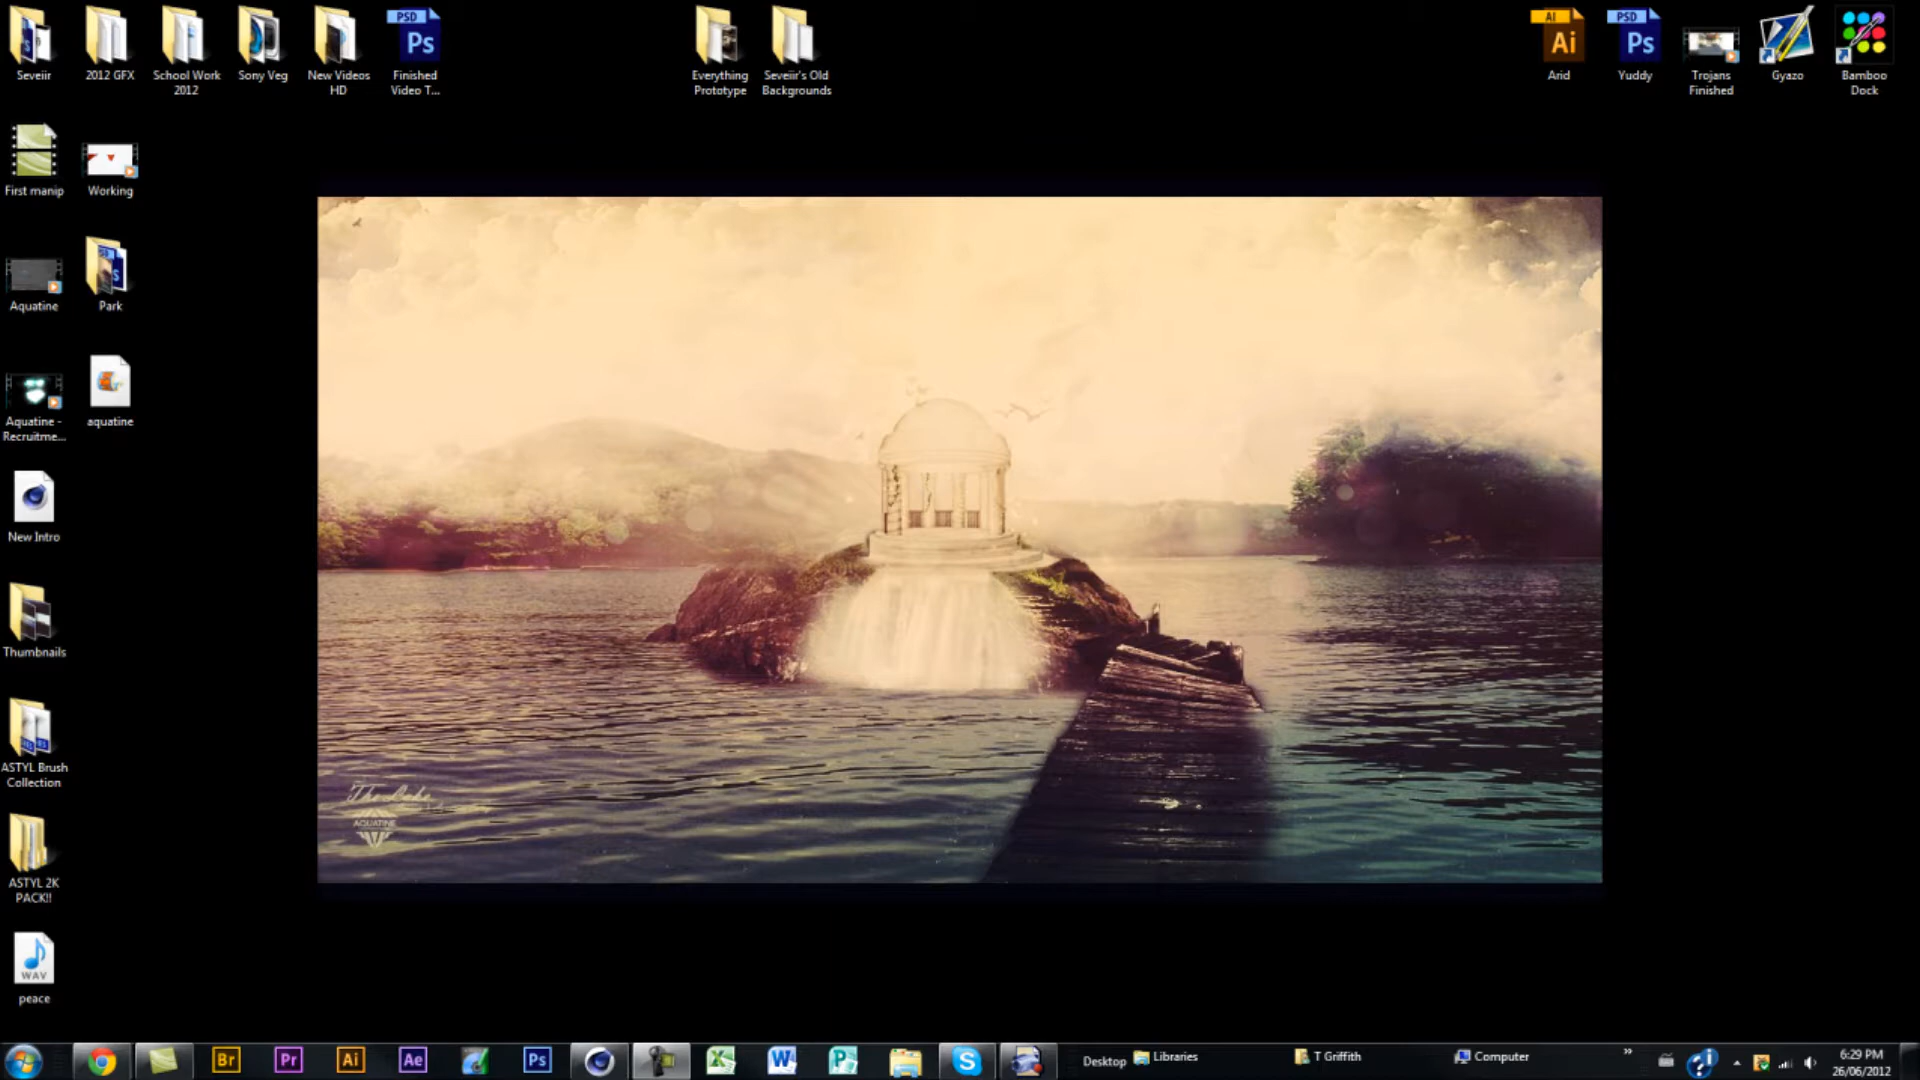 PSD
Ps
Seveiir
2012 GFX
School Work
2012
Sony Veg
New Videos
HD
Finished
Video T...
Everything
Prototype
Seveiir's Old
Backgrounds
AI
Ai
Arid
PSD
Ps
Yuddy
Trojans
Finished
Gyazo
Bamboo
Dock
First manip
Working
Aquatine
Park
Aquatine -
Recruitme...
aquatine
New Intro
Thumbnails
ASTYL Brush
Collection
ASTYL 2K
PACK!!
WAV
peace
The Lake
AQUATINE
Br
Pr
Ai
Ae
Ps
Desktop
Libraries
T Griffith
Computer
»
6:29 PM
26/06/2012